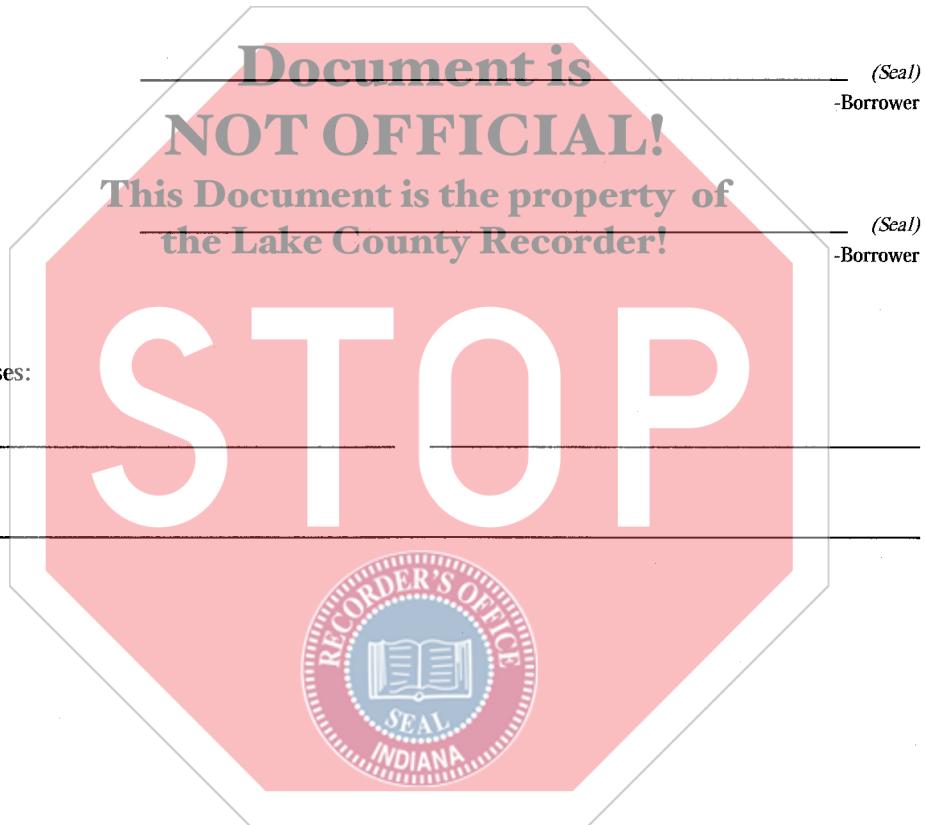 Document is
(Seal)
-Borrower
NOT OFFICIAL!
This Document is the property of
(Seal)
the Lake County Recorder!
-Borrower
ses:
STOP
RECORDER'S OFFICE
SEAL
INDIANA